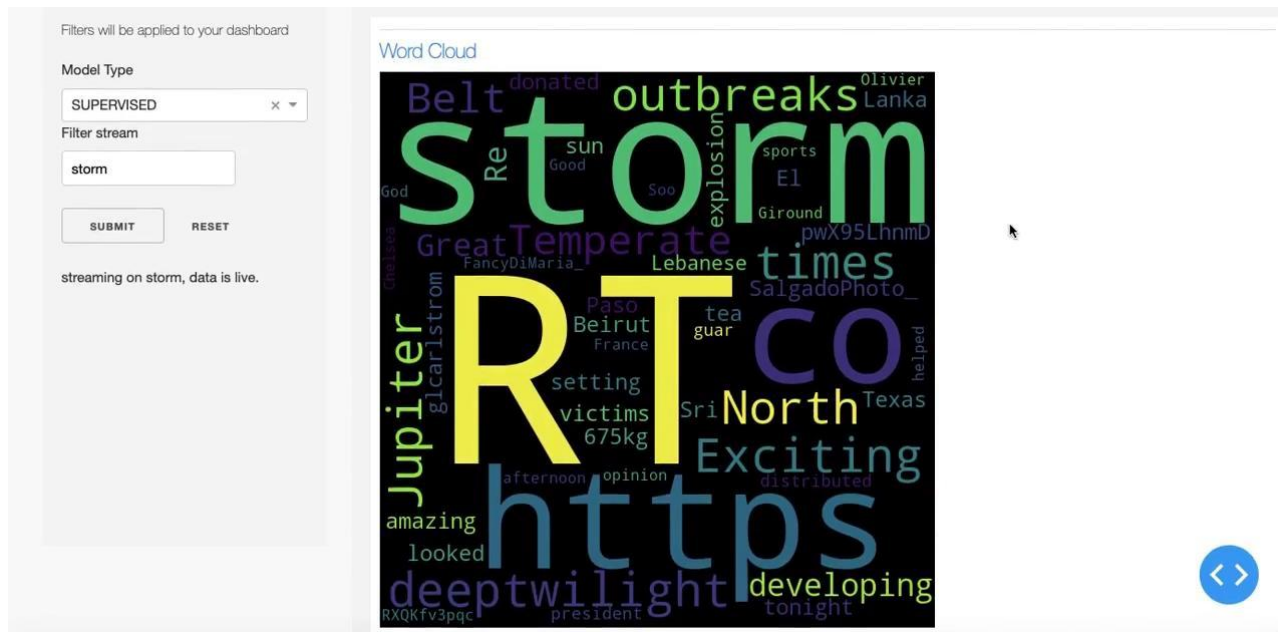 Filters will be applied to your dashboard
Model Type
SUPERVISED
Filter stream
storm
SUBMIT RESET
streaming on storm, data is live.
Word Cloud
Belt
donated
outbreaks
Olivier
Lanka
storm
Re
sun
Good
God
Soo
explosion
sports
El
Giround
Chelsea
Great
Temperate
pwX95LhnmD
FancyDiMaria_
Lebanese
times
SalgadoPhoto_
RT
co
Jupiter
glcarlstrom
Paso
Beirut
France
tea
guar
helped
setting
victims
675kg
Sri
North
Texas
Exciting
afternoon
opinion
distributed
https
amazing
looked
deeptwilight
developing
tonight
RXQKfv3pqc
president